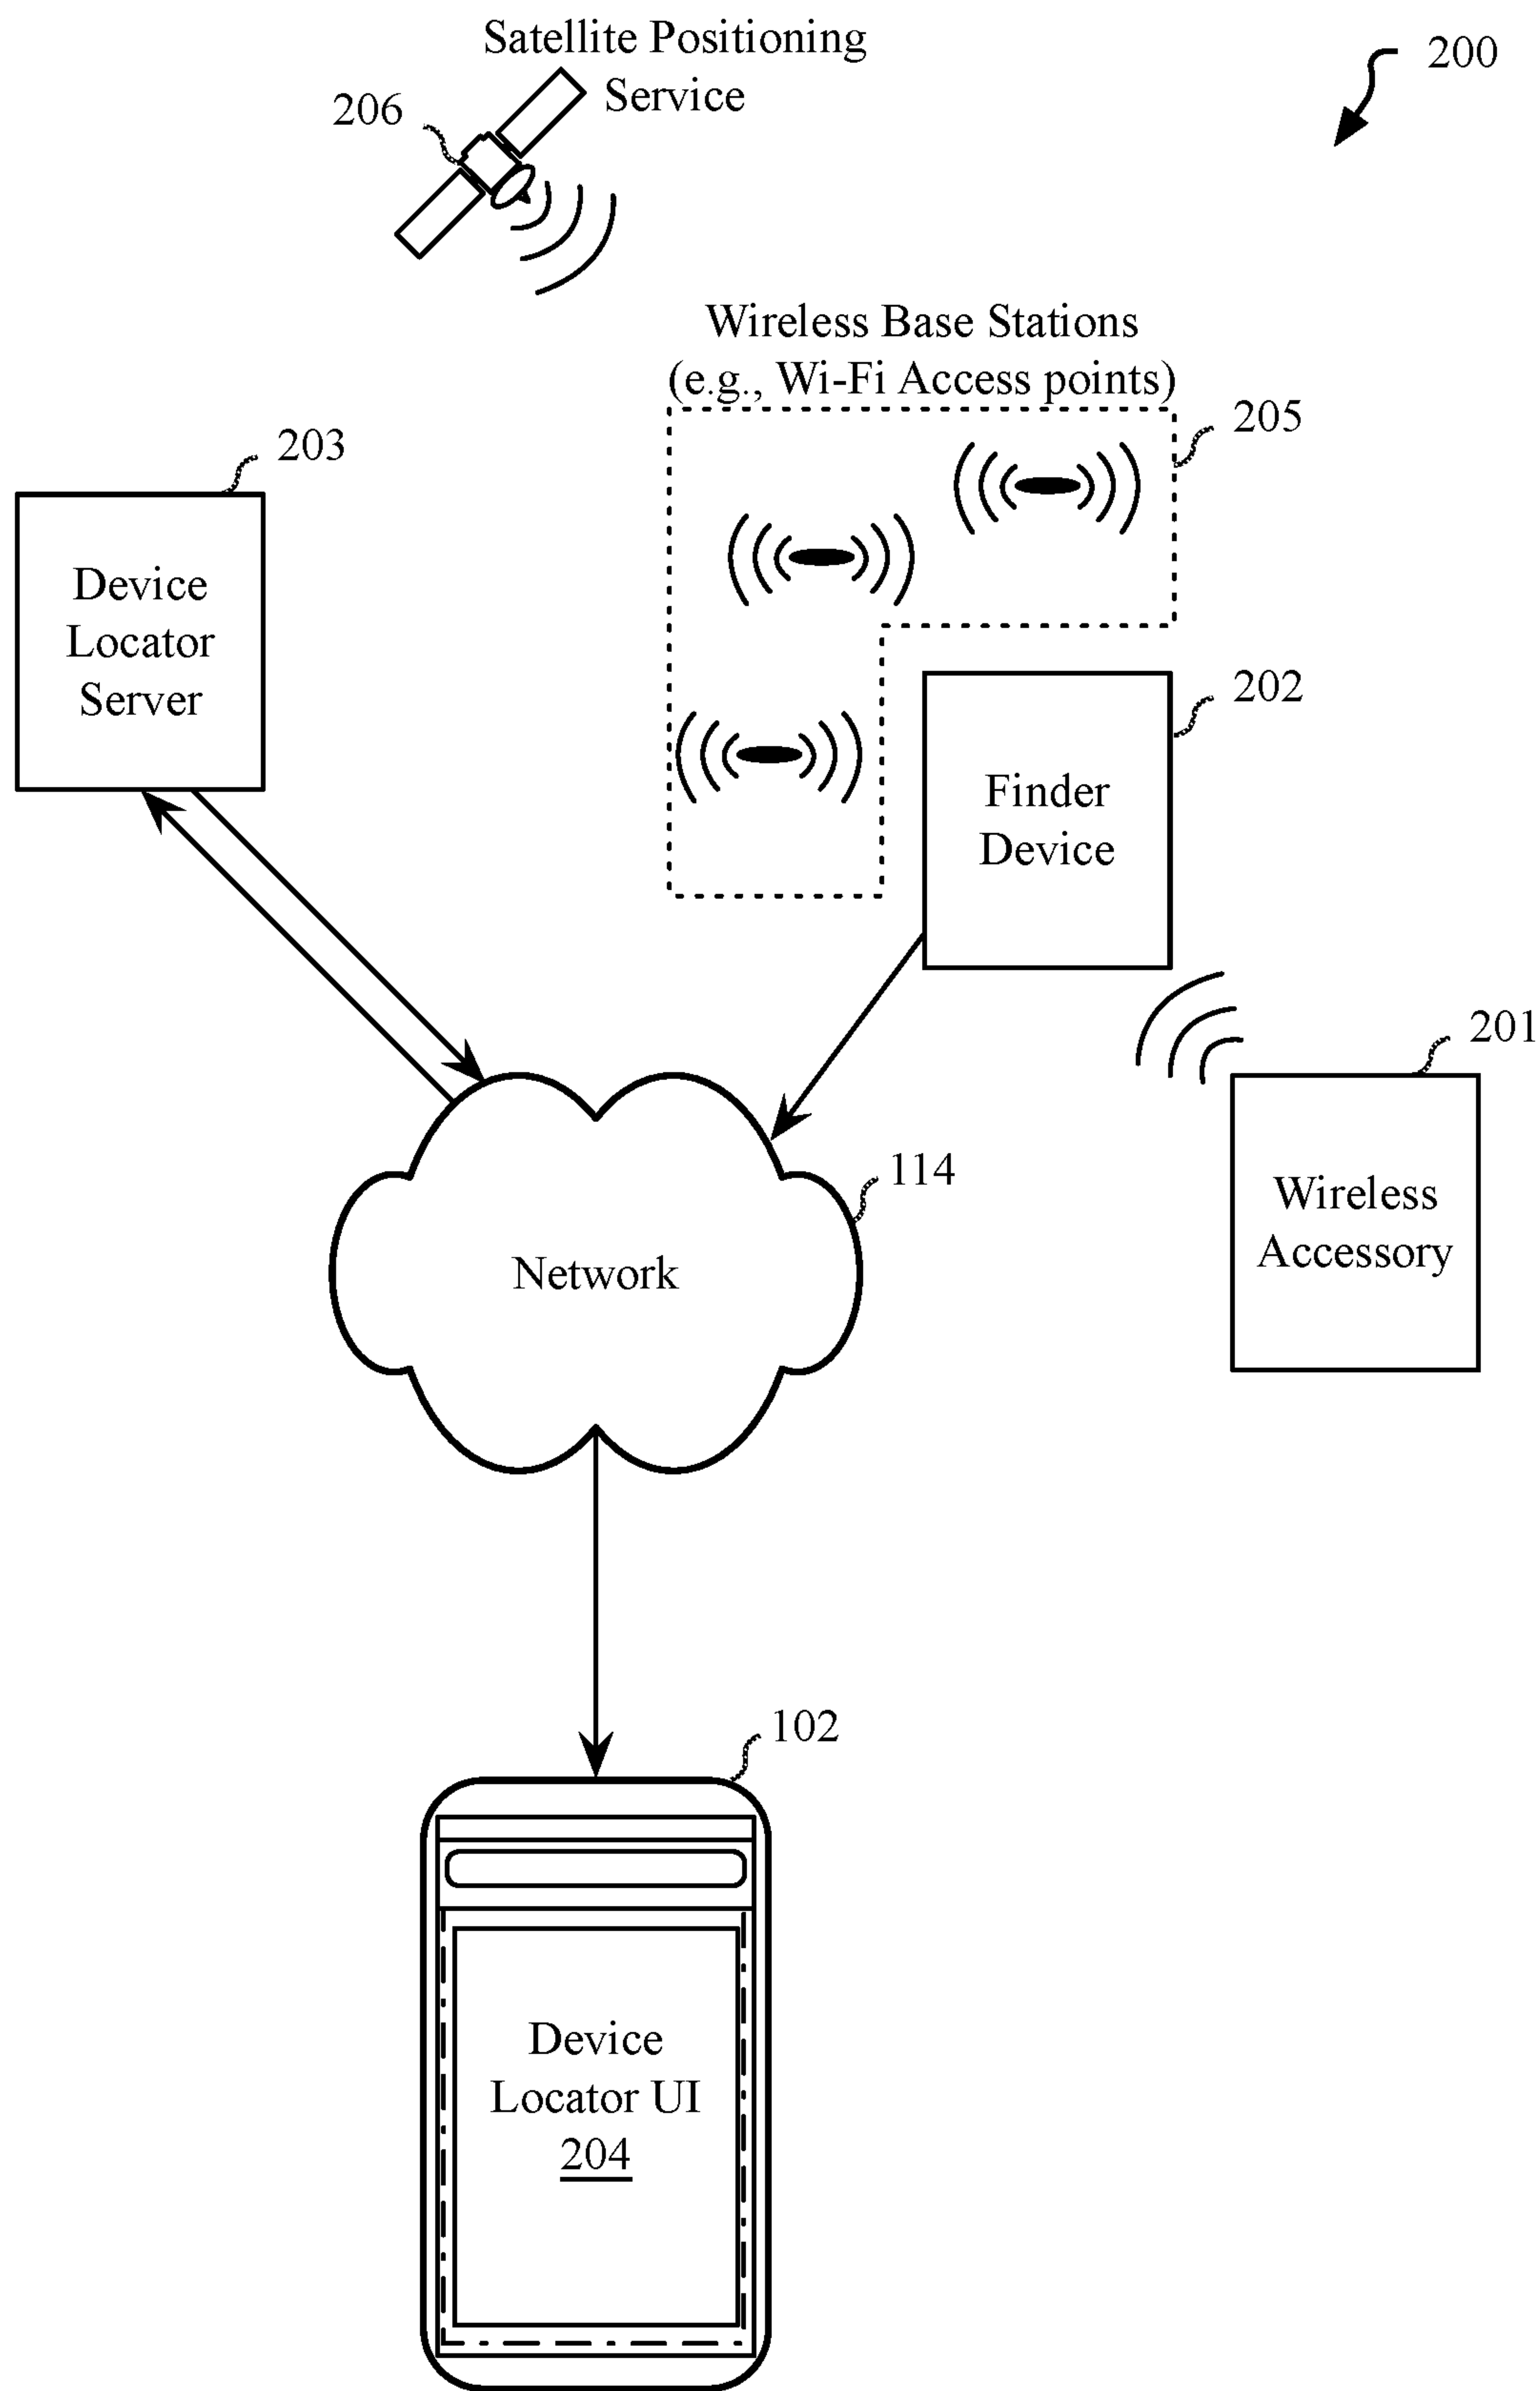 Satellite Positioning
Service
200
206
Wireless Base Stations
(e.g., Wi-Fi Access points)
205
203
Device
Locator
Server
202
Finder
Device
201
Wireless
Accessory
114
Network
102
Device
Locator UI
204